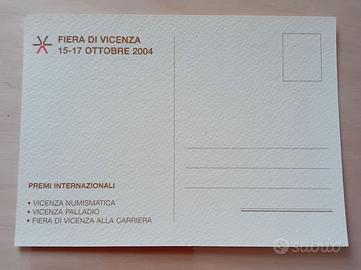 FIERA DI VICENZA
15-17 OTTOBRE 2004
PREMI INTERNAZIONALI
• VICENZA NUMISMATICA
• VICENZA PALLADIO
• FIERA DI VICENZA ALLA CARRIERA
subito